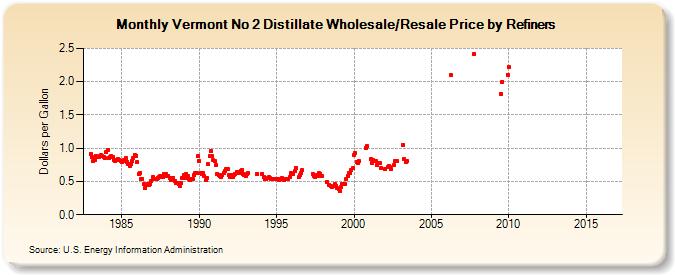 Monthly Vermont No 2 Distillate Wholesale/Resale Price by Refiners
Dollars per Gallon
2.5
2.0
1.5
1.0
0.5
0.0
1985 1990 1995 2000 2005 2010 2015
Source: U.S. Energy Information Administration